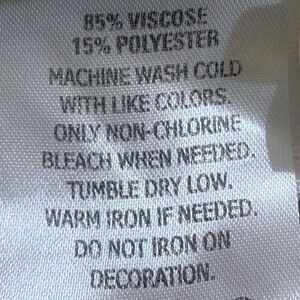 85% VISCOSE
15% POLYESTER
MACHINE WASH COLD
WITH LIKE COLORS.
ONLY NON-CHLORINE
BLEACH WHEN NEEDED.
TUMBLE DRY LOW.
WARM IRON IF NEEDED.
DO NOT IRON ON
DECORATION.